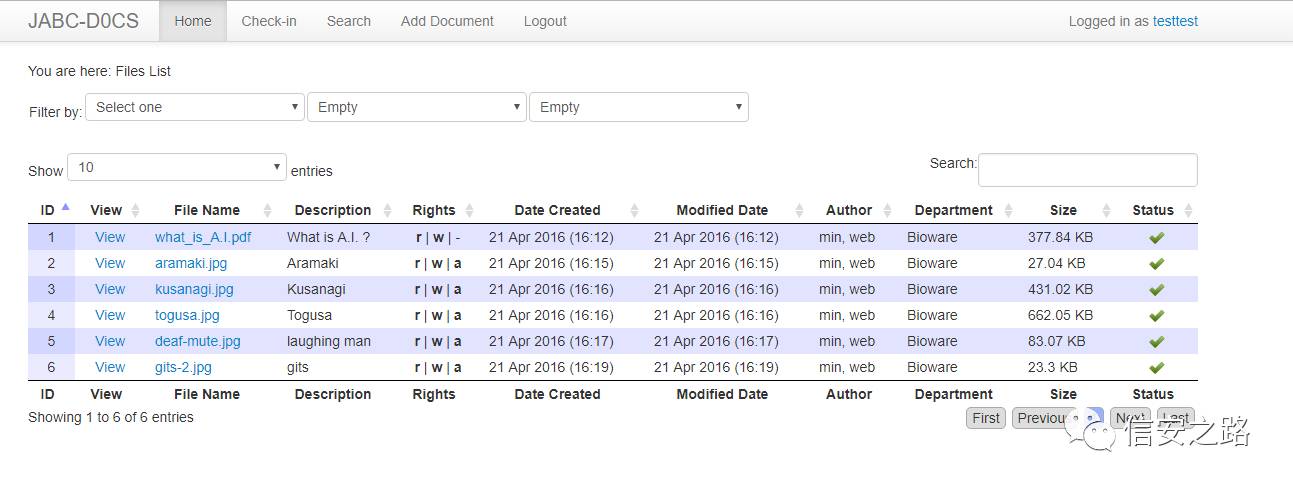 JABC-D0CS Home Check-in Search Add Document Logout Logged in as testtest
You are here: Files List
Filter by: Select one Empty Empty
Show 10 entries Search:
ID View File Name Description Rights Date Created Modified Date Author Department Size Status
1 View what_is_A.I.pdf What is A.I. ? r | w | - 21 Apr 2016 (16:12) 21 Apr 2016 (16:12) min, web Bioware 377.84 KB
2 View aramaki.jpg Aramaki r | w | a 21 Apr 2016 (16:15) 21 Apr 2016 (16:15) min, web Bioware 27.04 KB
3 View kusanagi.jpg Kusanagi r | w | a 21 Apr 2016 (16:16) 21 Apr 2016 (16:16) min, web Bioware 431.02 KB
4 View togusa.jpg Togusa r | w | a 21 Apr 2016 (16:16) 21 Apr 2016 (16:16) min, web Bioware 662.05 KB
5 View deaf-mute.jpg laughing man r | w | a 21 Apr 2016 (16:17) 21 Apr 2016 (16:17) min, web Bioware 83.07 KB
6 View gits-2.jpg gits r | w | a 21 Apr 2016 (16:19) 21 Apr 2016 (16:19) min, web Bioware 23.3 KB
ID View File Name Description Rights Date Created Modified Date Author Department Size Status
Showing 1 to 6 of 6 entries First Previous Next Last
信安之路